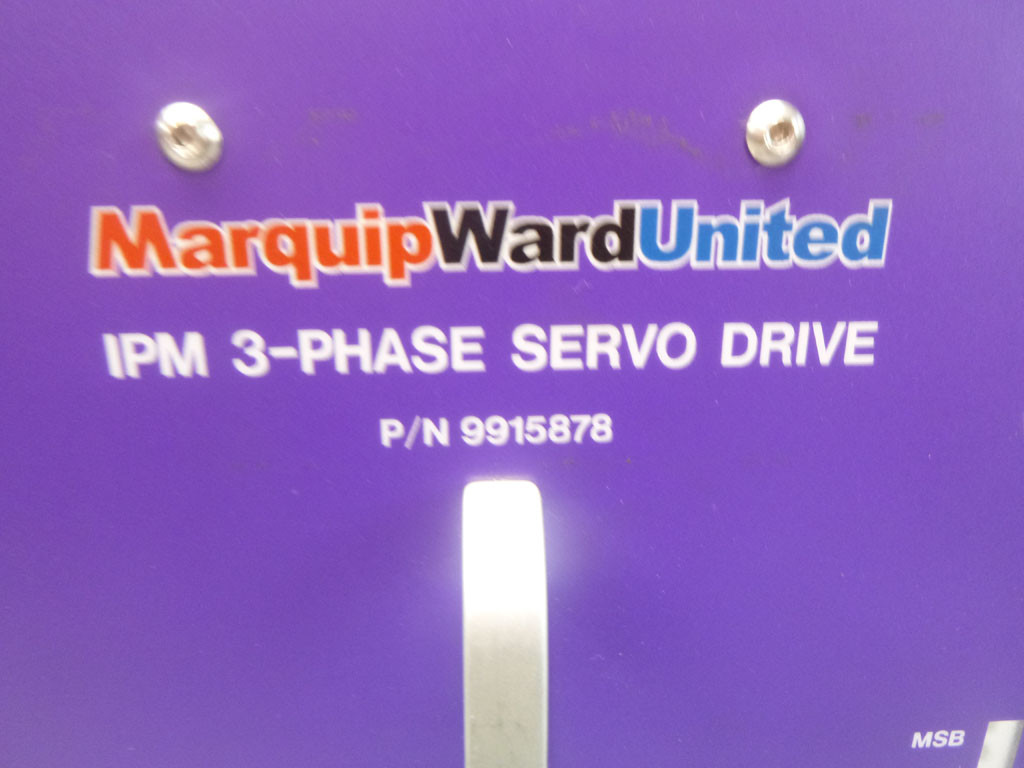 MarquipWardUnited
IPM 3-PHASE SERVO DRIVE
P/N 9915878
MSB